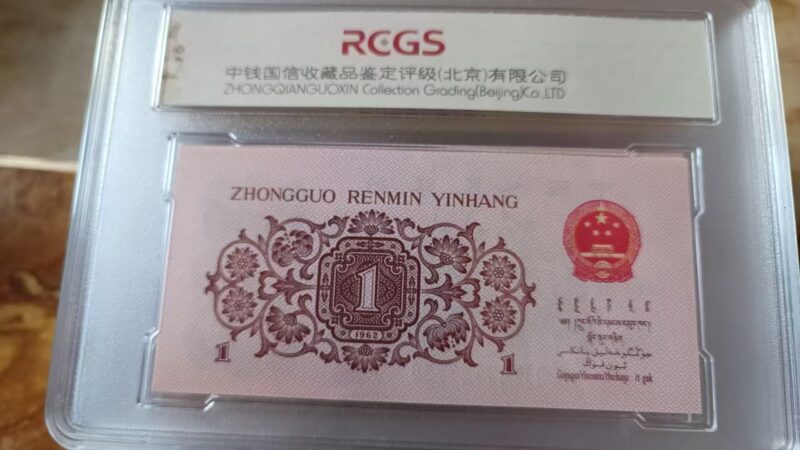 RCGS
中钱国信收藏品鉴定评级(北京)有限公司
ZHONGQIANGUOXIN Collection Grading(Beijing)Co.,LTD
ZHONGGUO RENMIN YINHANG
1
(1962)
1
1